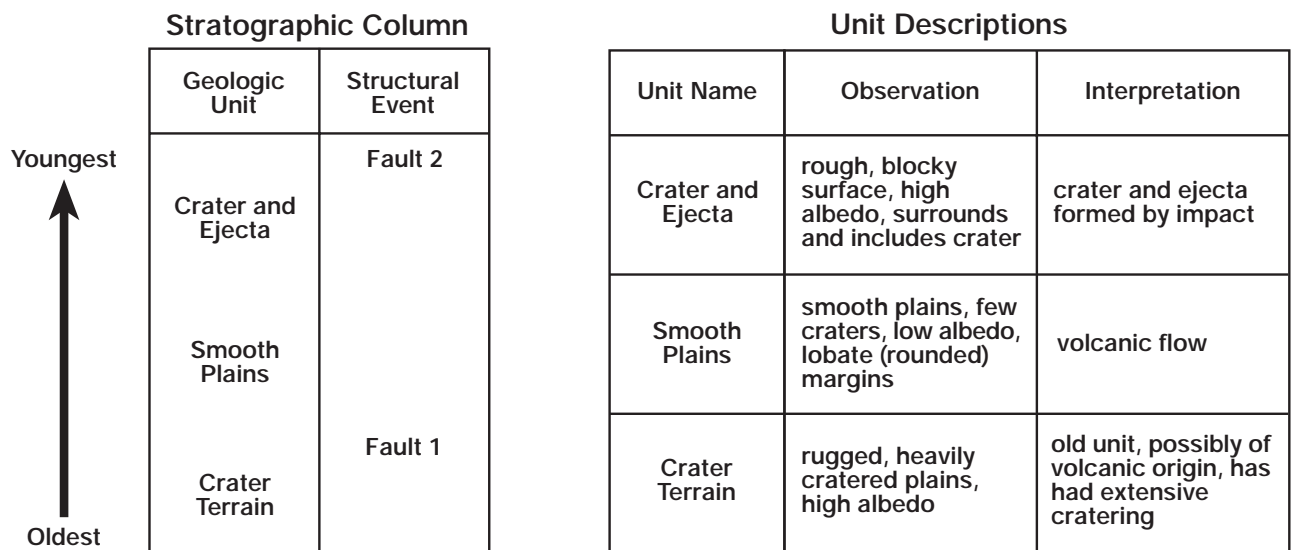 Stratographic Column
Geologic
Unit
Structural
Event
Youngest
Fault 2
Crater and
Ejecta
Smooth
Plains
Fault 1
Crater
Terrain
Oldest
Unit Descriptions
Unit Name
Observation
Interpretation
Crater and
Ejecta
rough, blocky
surface, high
albedo, surrounds
and includes crater
crater and ejecta
formed by impact
Smooth
Plains
smooth plains, few
craters, low albedo,
lobate (rounded)
margins
volcanic flow
Crater
Terrain
rugged, heavily
cratered plains,
high albedo
old unit, possibly of
volcanic origin, has
had extensive
cratering